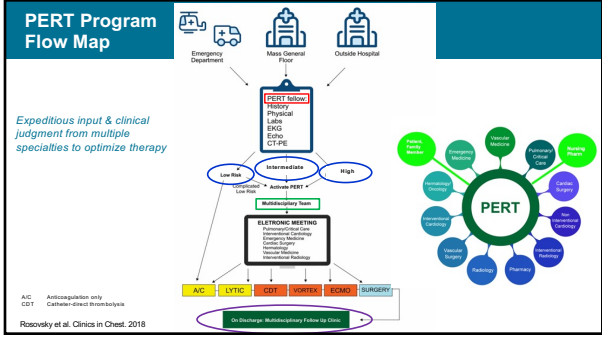 PERT Program
Flow Map
Expeditious input & clinical
judgment from multiple
specialties to optimize therapy
Emergency
Department
Mass General
Floor
Outside Hospital
PERT fellow:
History
Physical
Labs
EKG
Echo
CT-PE
Low Risk
Intermediate
High
Complicated
Low Risk
Activate PERT
Multidisciplinary Team
ELETRONIC MEETING
Pulmonary/Critical Care
Interventional Cardiology
Emergency Medicine
Cardiac Surgery
Hematology
Vascular Medicine
Interventional Radiology
A/C
LYTIC
CDT
VORTEX
ECMO
SURGERY
On Discharge: Multidisciplinary Follow Up Clinic
PERT
Patient,
Family
Member
Emergency
Medicine
Vascular
Medicine
Pulmonary/
Critical
Care
Nursing
Pharm
Cardiac
Surgery
Non
Interventional
Cardiology
Interventional
Radiology
Pharmacy
Radiology
Vascular
Surgery
Interventional
Cardiology
Hematology/
Oncology
A/C Anticoagulation only
CDT Catheter-direct thrombolysis
Rosovsky et al. Clinics in Chest. 2018